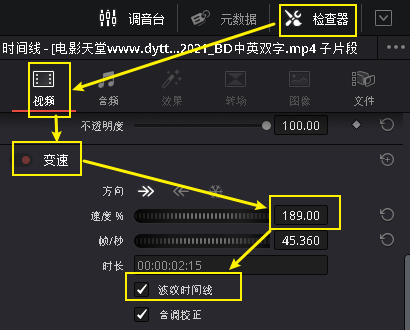 调音台 元数据 检查器
时间线 - [电影天堂www.dytt...2021_BD中英双字.mp4 子片段
视频 音频 效果 转场 图像 文件
不透明度 100.00
变速
方向
速度 % 189.00
帧/秒 45.360
时长 00:00:02:15
波纹时间线
音调校正